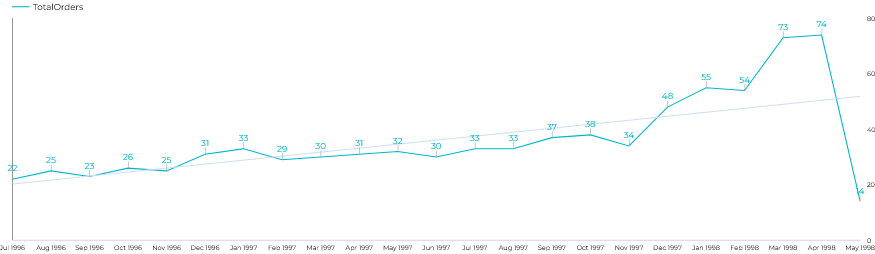 TotalOrders
80
73 74
60
55 54
48
37 38
40
31 33 29 30 31 32 30 33 33 34
22 25 23 26 25
20
0
Jul 1996 Aug 1996 Sep 1996 Oct 1996 Nov 1996 Dec 1996 Jan 1997 Feb 1997 Mar 1997 Apr 1997 May 1997 Jun 1997 Jul 1997 Aug 1997 Sep 1997 Oct 1997 Nov 1997 Dec 1997 Jan 1998 Feb 1998 Mar 1998 Apr 1998 May 1998